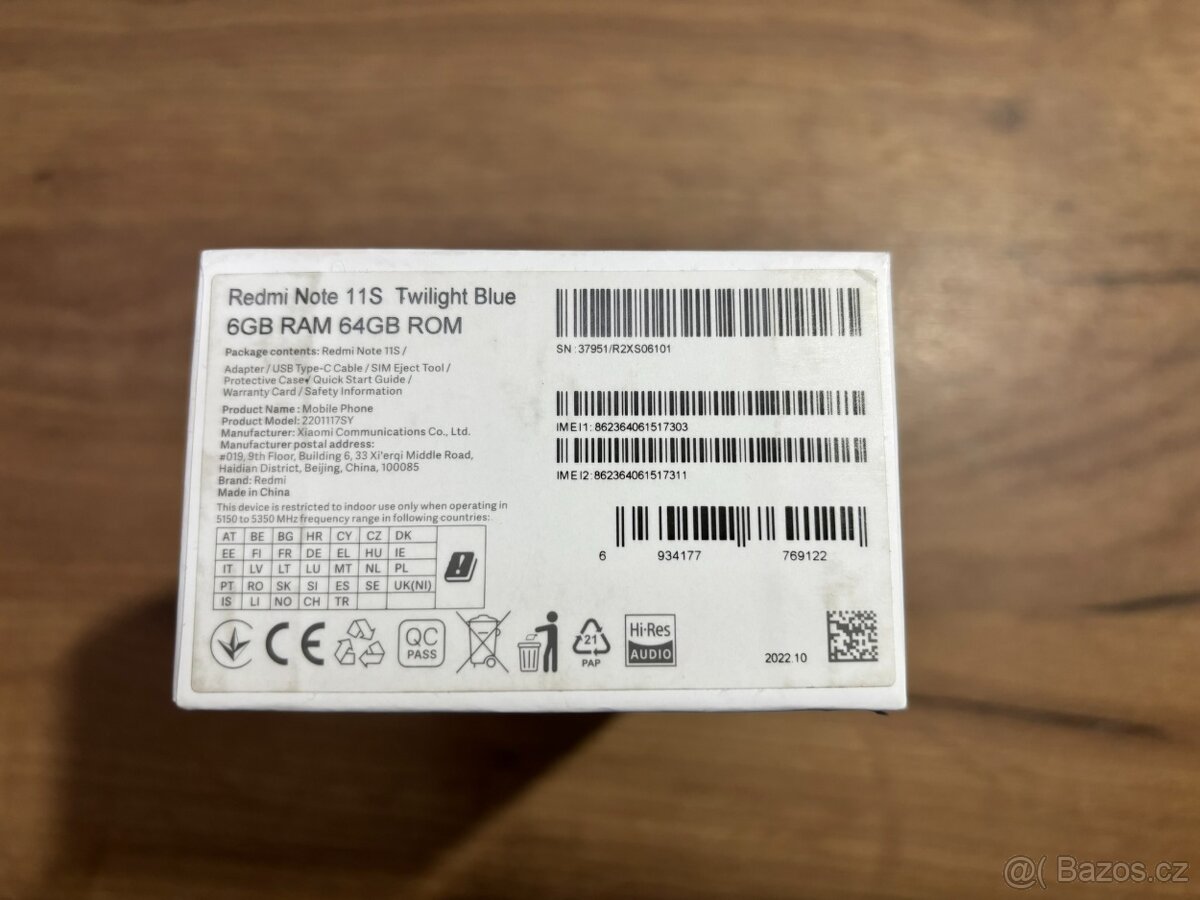 Redmi Note 11S Twilight Blue
6GB RAM 64GB ROM
Package contents: Redmi Note 11S /
Adapter / USB Type-C Cable / SIM Eject Tool /
Protective Case / Quick Start Guide /
Warranty Card / Safety Information
Product Name : Mobile Phone
Product Model: 2201117SY
Manufacturer: Xiaomi Communications Co., Ltd.
Manufacturer postal address:
#019, 9th Floor, Building 6, 33 Xi'erqi Middle Road,
Haidian District, Beijing, China, 100085
Brand: Redmi
Made in China
This device is restricted to indoor use only when operating in
5150 to 5350 MHz frequency range in following countries:
AT BE BG HR CY CZ DK
EE FI FR DE EL HU IE
IT LV LT LU MT NL PL
PT RO SK SI ES SE UK(NI)
IS LI NO CH TR
SN : 37951/R2XS06101
IMEI1: 862364061517303
IMEI2: 862364061517311
6 934177 769122
CE
QC
PASS
21
PAP
Hi-Res
AUDIO
2022.10
@( Bazos.cz